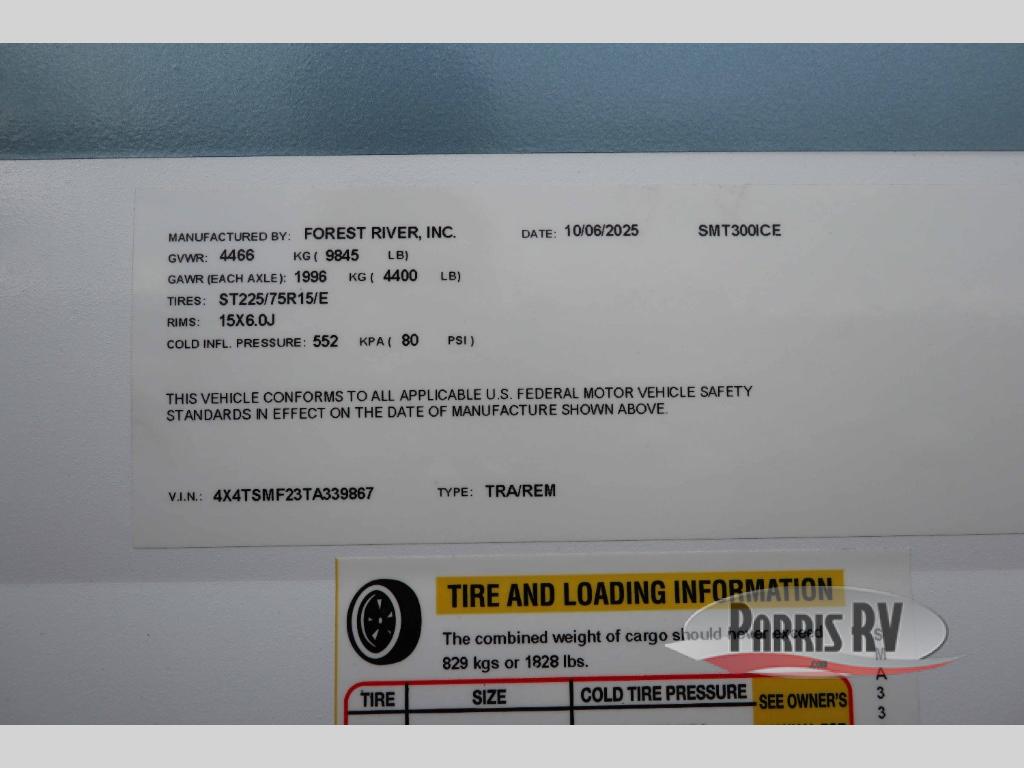 MANUFACTURED BY: FOREST RIVER, INC. DATE: 10/06/2025 SMT300ICE
GVWR: 4466 KG ( 9845 LB)
GAWR (EACH AXLE): 1996 KG ( 4400 LB)
TIRES: ST225/75R15/E
RIMS: 15X6.0J
COLD INFL. PRESSURE: 552 KPA ( 80 PSI )
THIS VEHICLE CONFORMS TO ALL APPLICABLE U.S. FEDERAL MOTOR VEHICLE SAFETY
STANDARDS IN EFFECT ON THE DATE OF MANUFACTURE SHOWN ABOVE.
V.I.N.: 4X4TSMF23TA339867 TYPE: TRA/REM
TIRE AND LOADING INFORMATION
The combined weight of cargo should never exceed
829 kgs or 1828 lbs.
TIRE SIZE COLD TIRE PRESSURE SEE OWNER'S
PARRIS RV
.com
SMA33